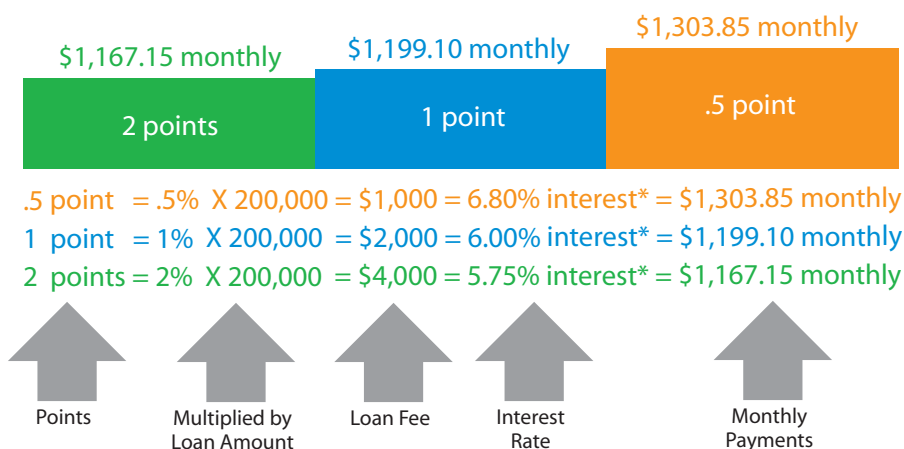 $1,167.15 monthly
$1,199.10 monthly
$1,303.85 monthly
2 points
1 point
.5 point
.5 point = .5% X 200,000 = $1,000 = 6.80% interest* = $1,303.85 monthly
1 point = 1% X 200,000 = $2,000 = 6.00% interest* = $1,199.10 monthly
2 points = 2% X 200,000 = $4,000 = 5.75% interest* = $1,167.15 monthly
Points
Multiplied by
Loan Amount
Loan Fee
Interest
Rate
Monthly
Payments